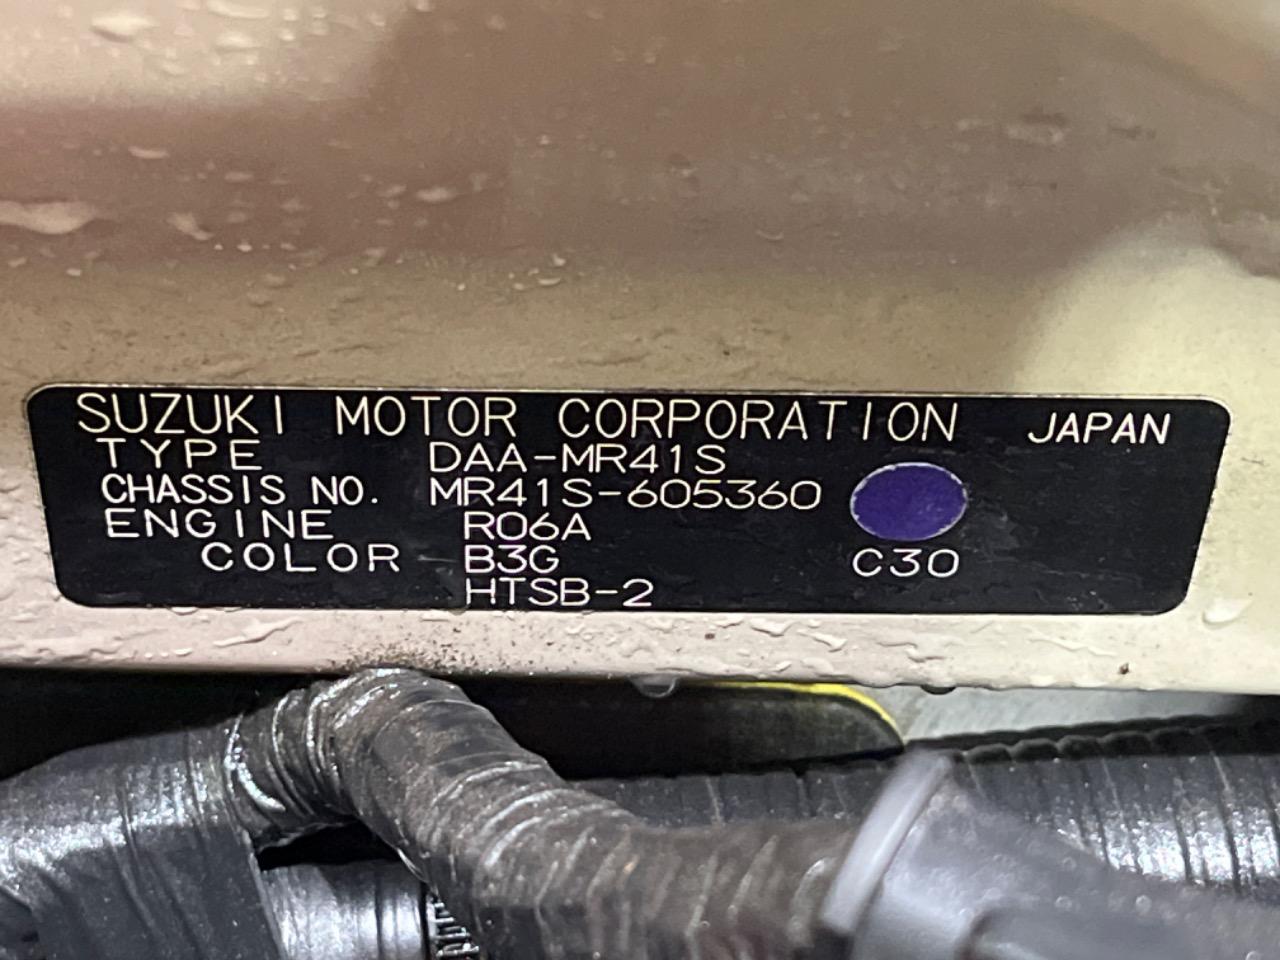 SUZUKI MOTOR CORPORATION JAPAN
TYPE DAA-MR41S
CHASSIS NO. MR41S-605360
ENGINE R06A
COLOR B3G C30
HTSB-2